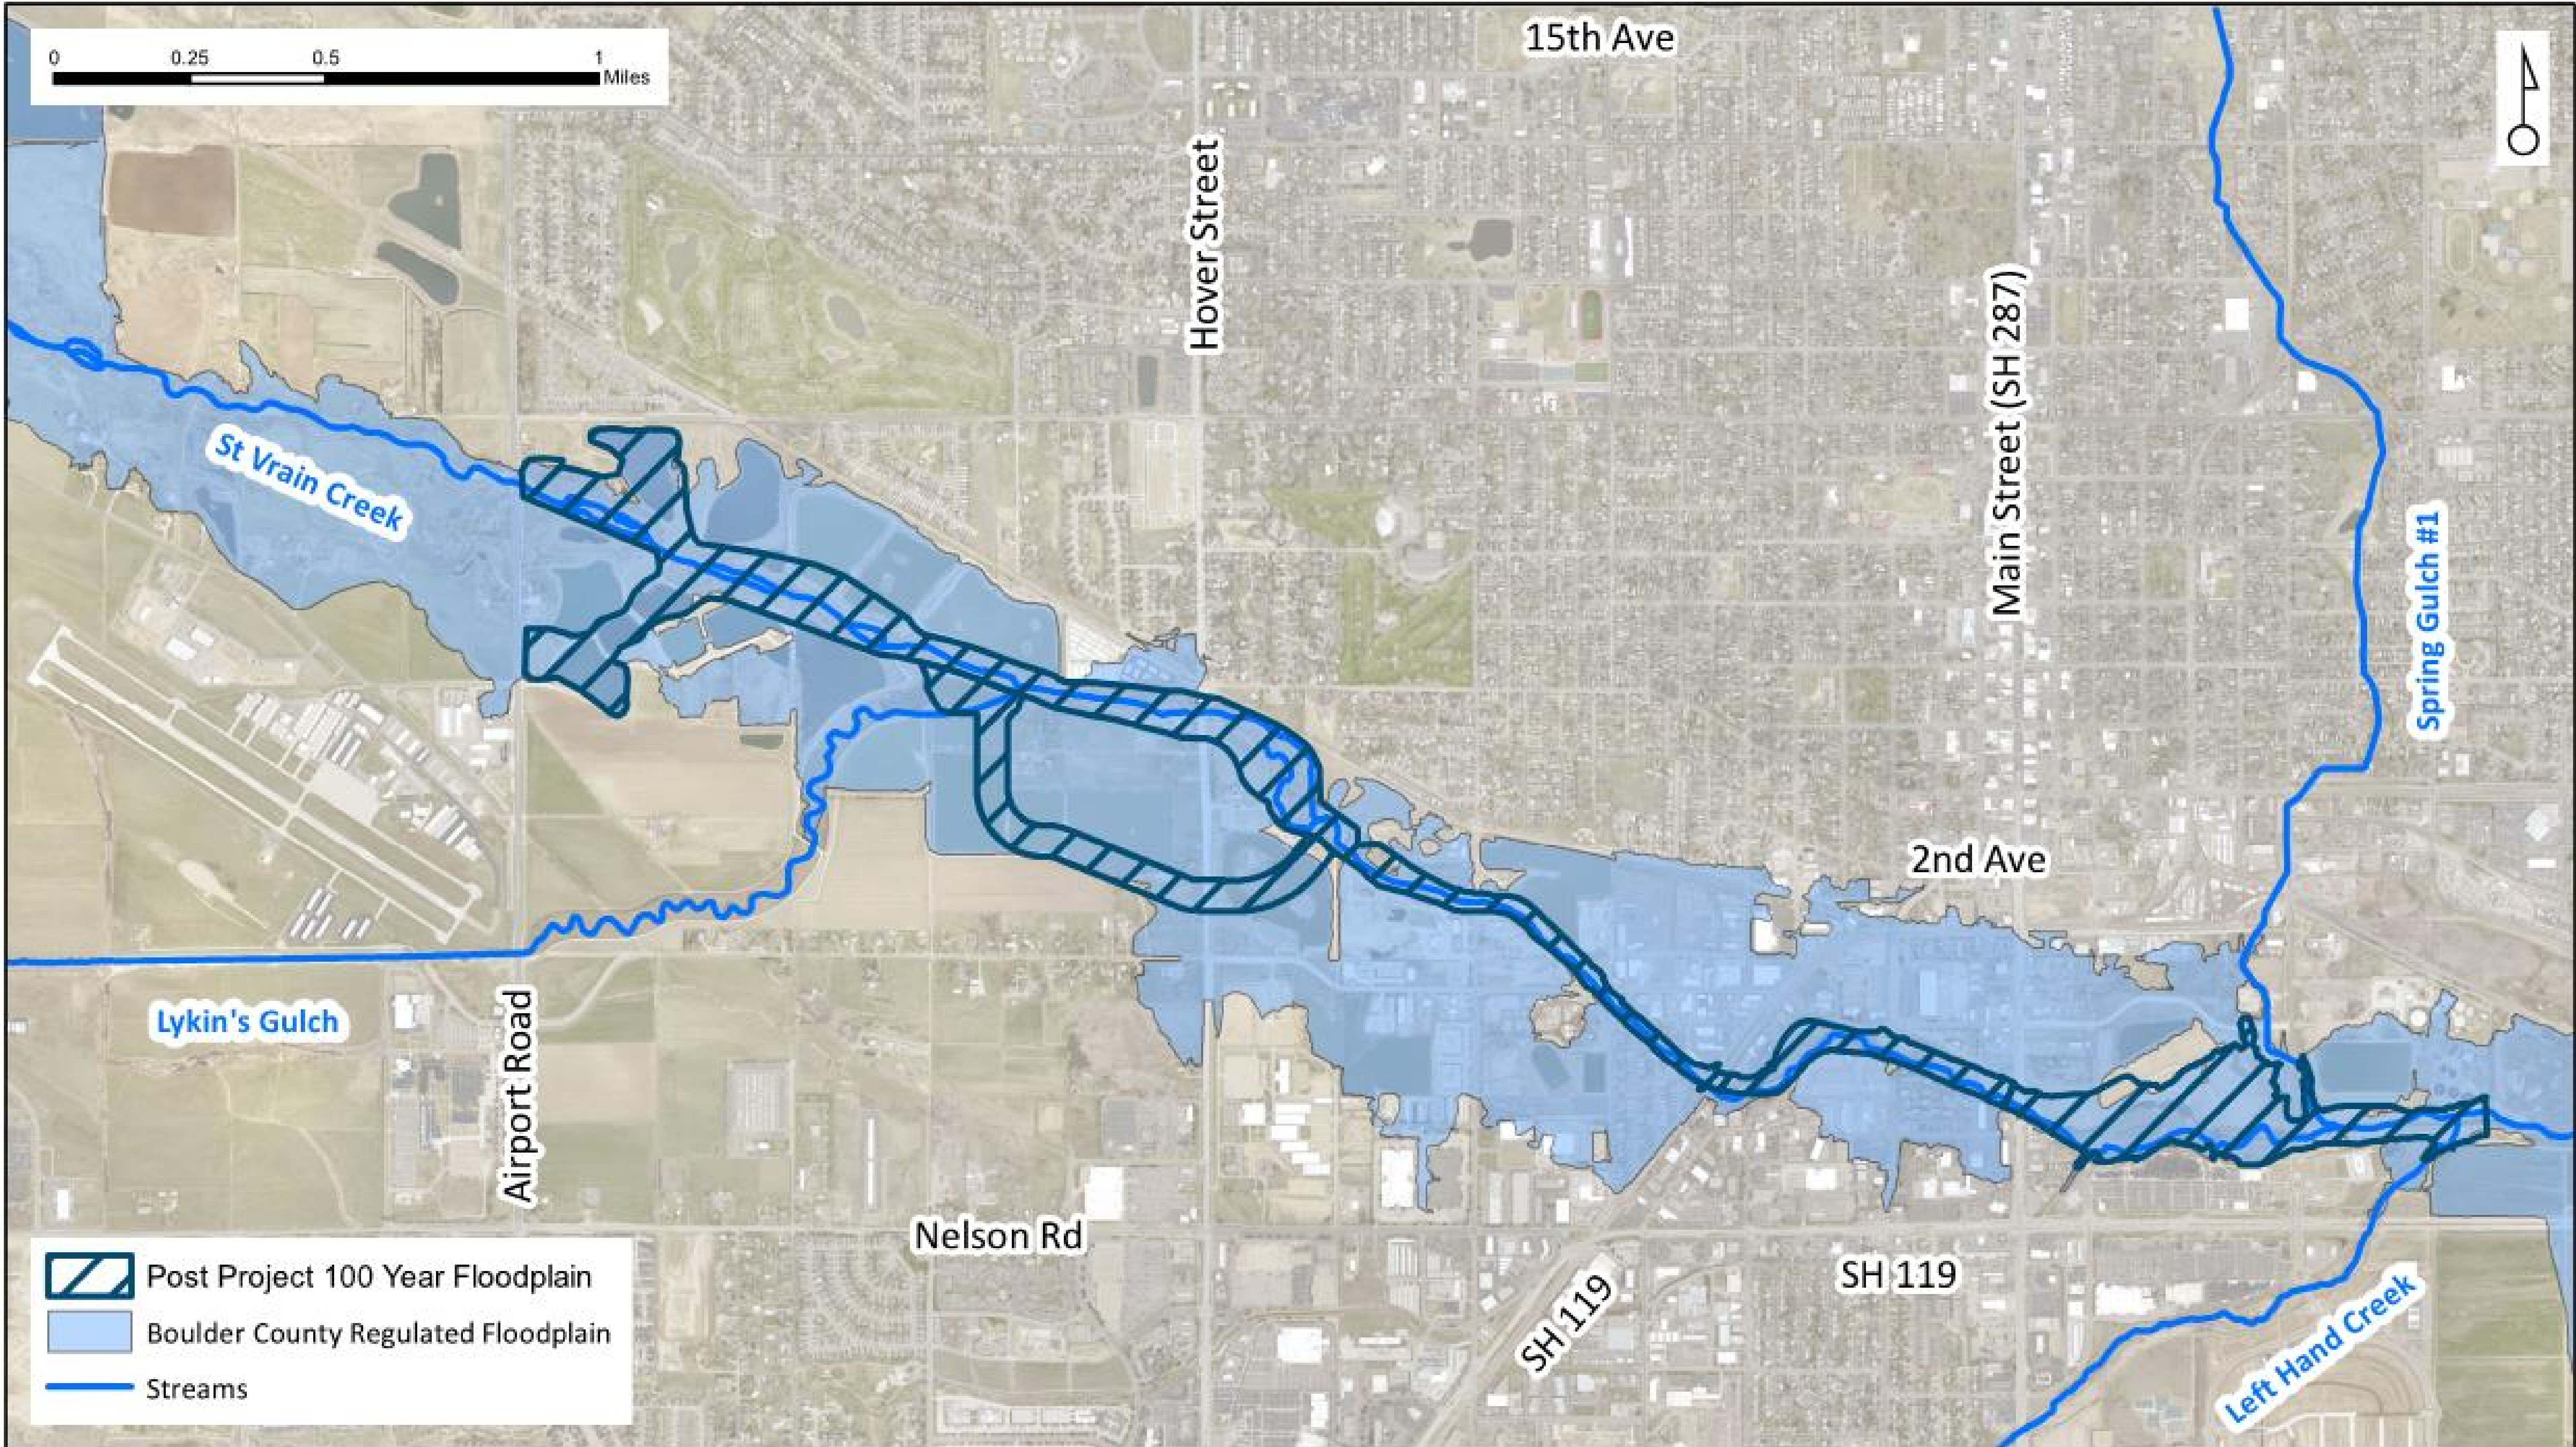 15th Ave
0 0.25 0.5 1
Miles
Hover Street
Main Street (SH 287)
St Vrain Creek
Spring Gulch #1
2nd Ave
Lykin's Gulch
Airport Road
Nelson Rd
SH 119
SH 119
Left Hand Creek
Post Project 100 Year Floodplain
Boulder County Regulated Floodplain
Streams